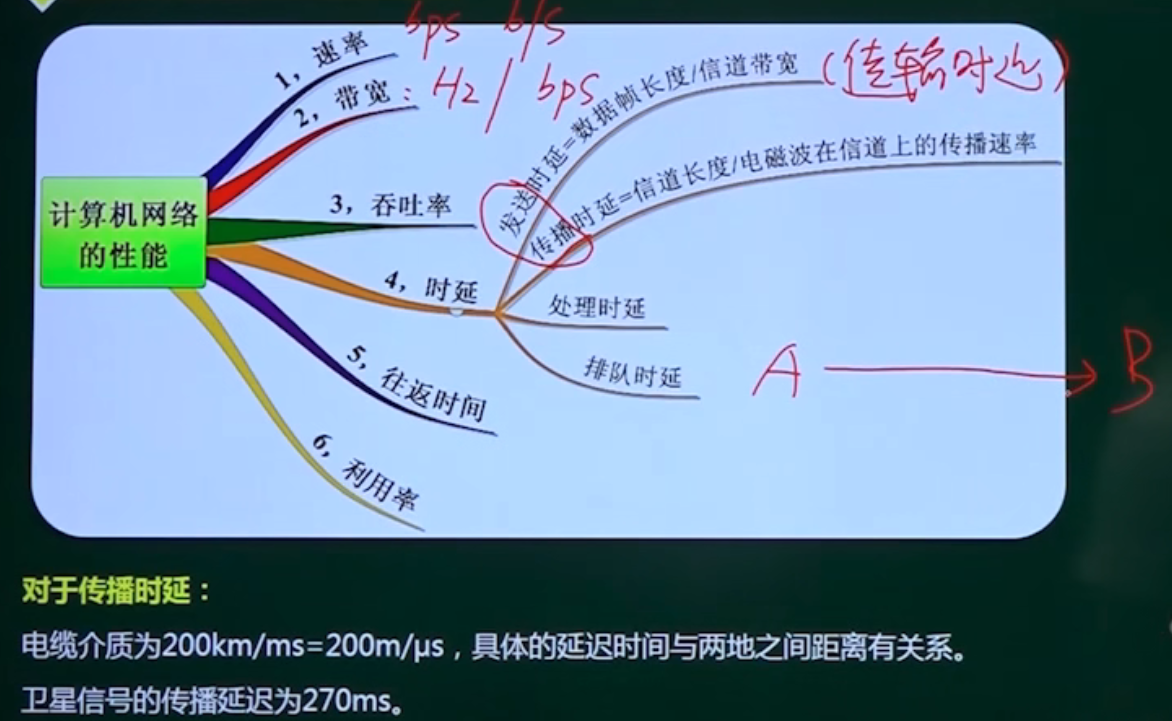 bps b/s
1，速率
2，带宽：Hz / bps
发送时延=数据帧长度/信道带宽 (传输时延)
传播时延=信道长度/电磁波在信道上的传播速率
3，吞吐率
计算机网络
的性能
4，时延
处理时延
排队时延
A B
5，往返时间
6，利用率
对于传播时延：
电缆介质为200km/ms=200m/μs，具体的延迟时间与两地之间距离有关系。
卫星信号的传播延迟为270ms。